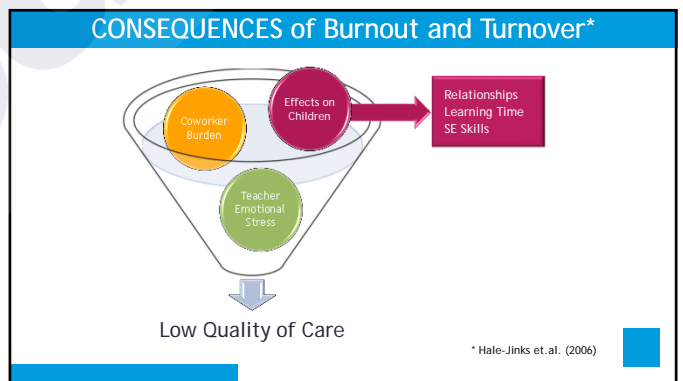 CONSEQUENCES of Burnout and Turnover*
Coworker
Burden
Effects on
Children
Relationships
Learning Time
SE Skills
Teacher
Emotional
Stress
Low Quality of Care
* Hale-Jinks et.al. (2006)